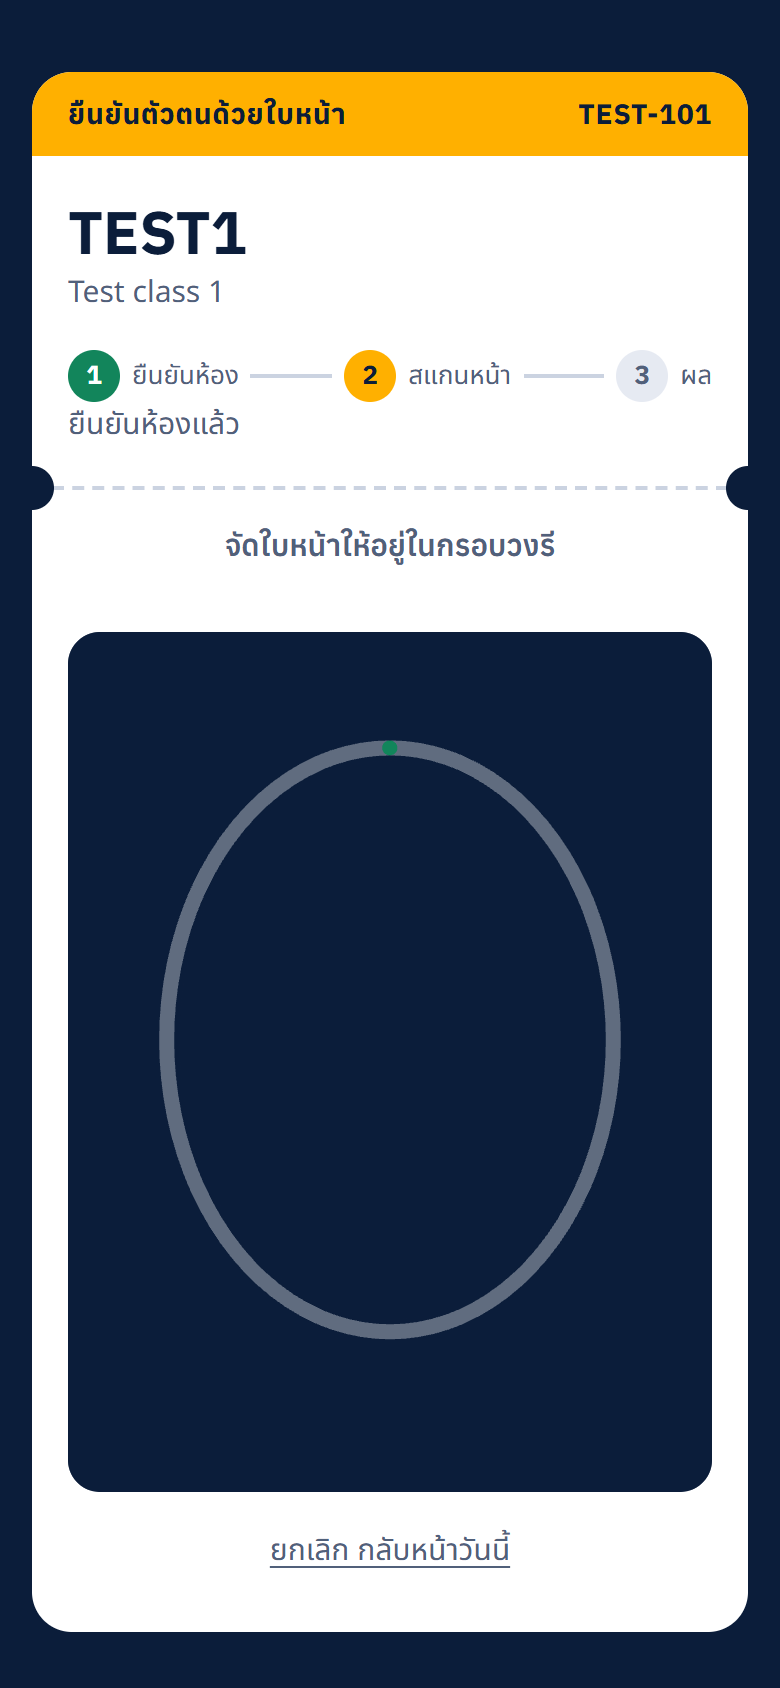 ยืนยันตัวตนด้วยใบหน้า TEST-101
TEST1
Test class 1
1 ยืนยันห้อง 2 สแกนหน้า 3 ผล
ยืนยันห้องแล้ว
จัดใบหน้าให้อยู่ในกรอบวงรี
ยกเลิก กลับหน้าวันนี้